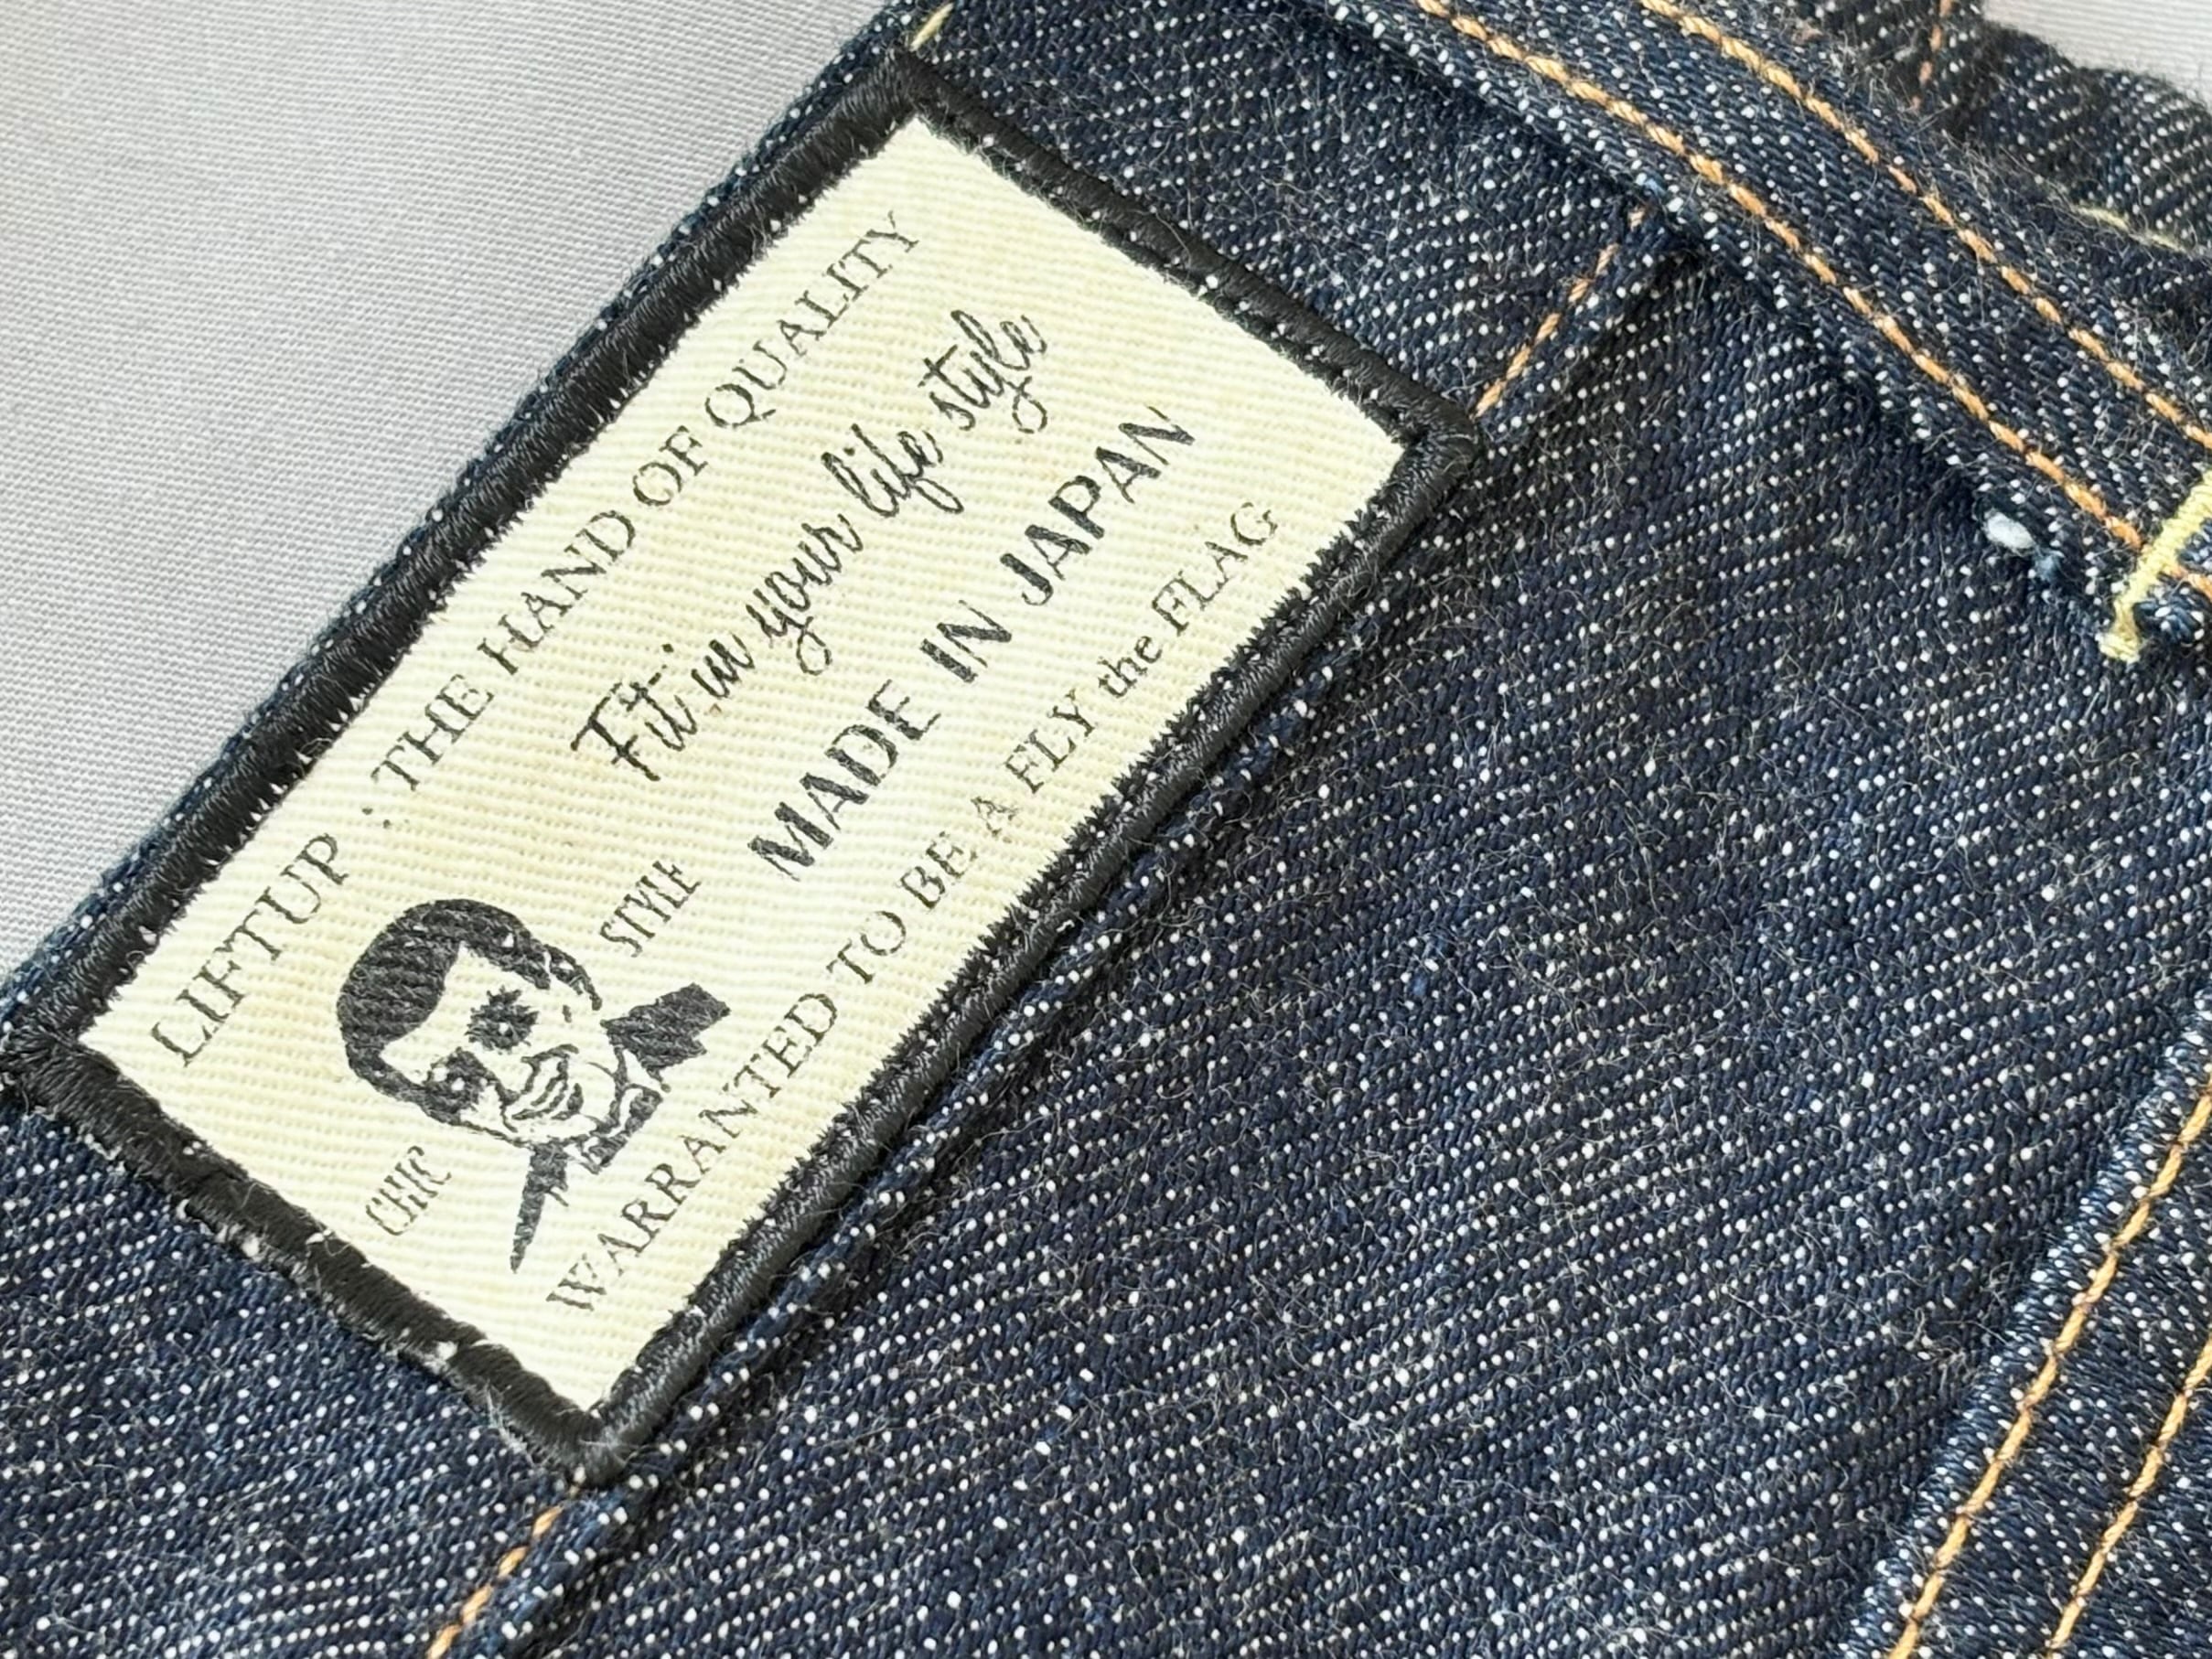 LIFTUP : THE HAND OF QUALITY
Fit in your life style
CHIC STYLE
MADE IN JAPAN
WARRANTED TO BE A FLY the FLAG